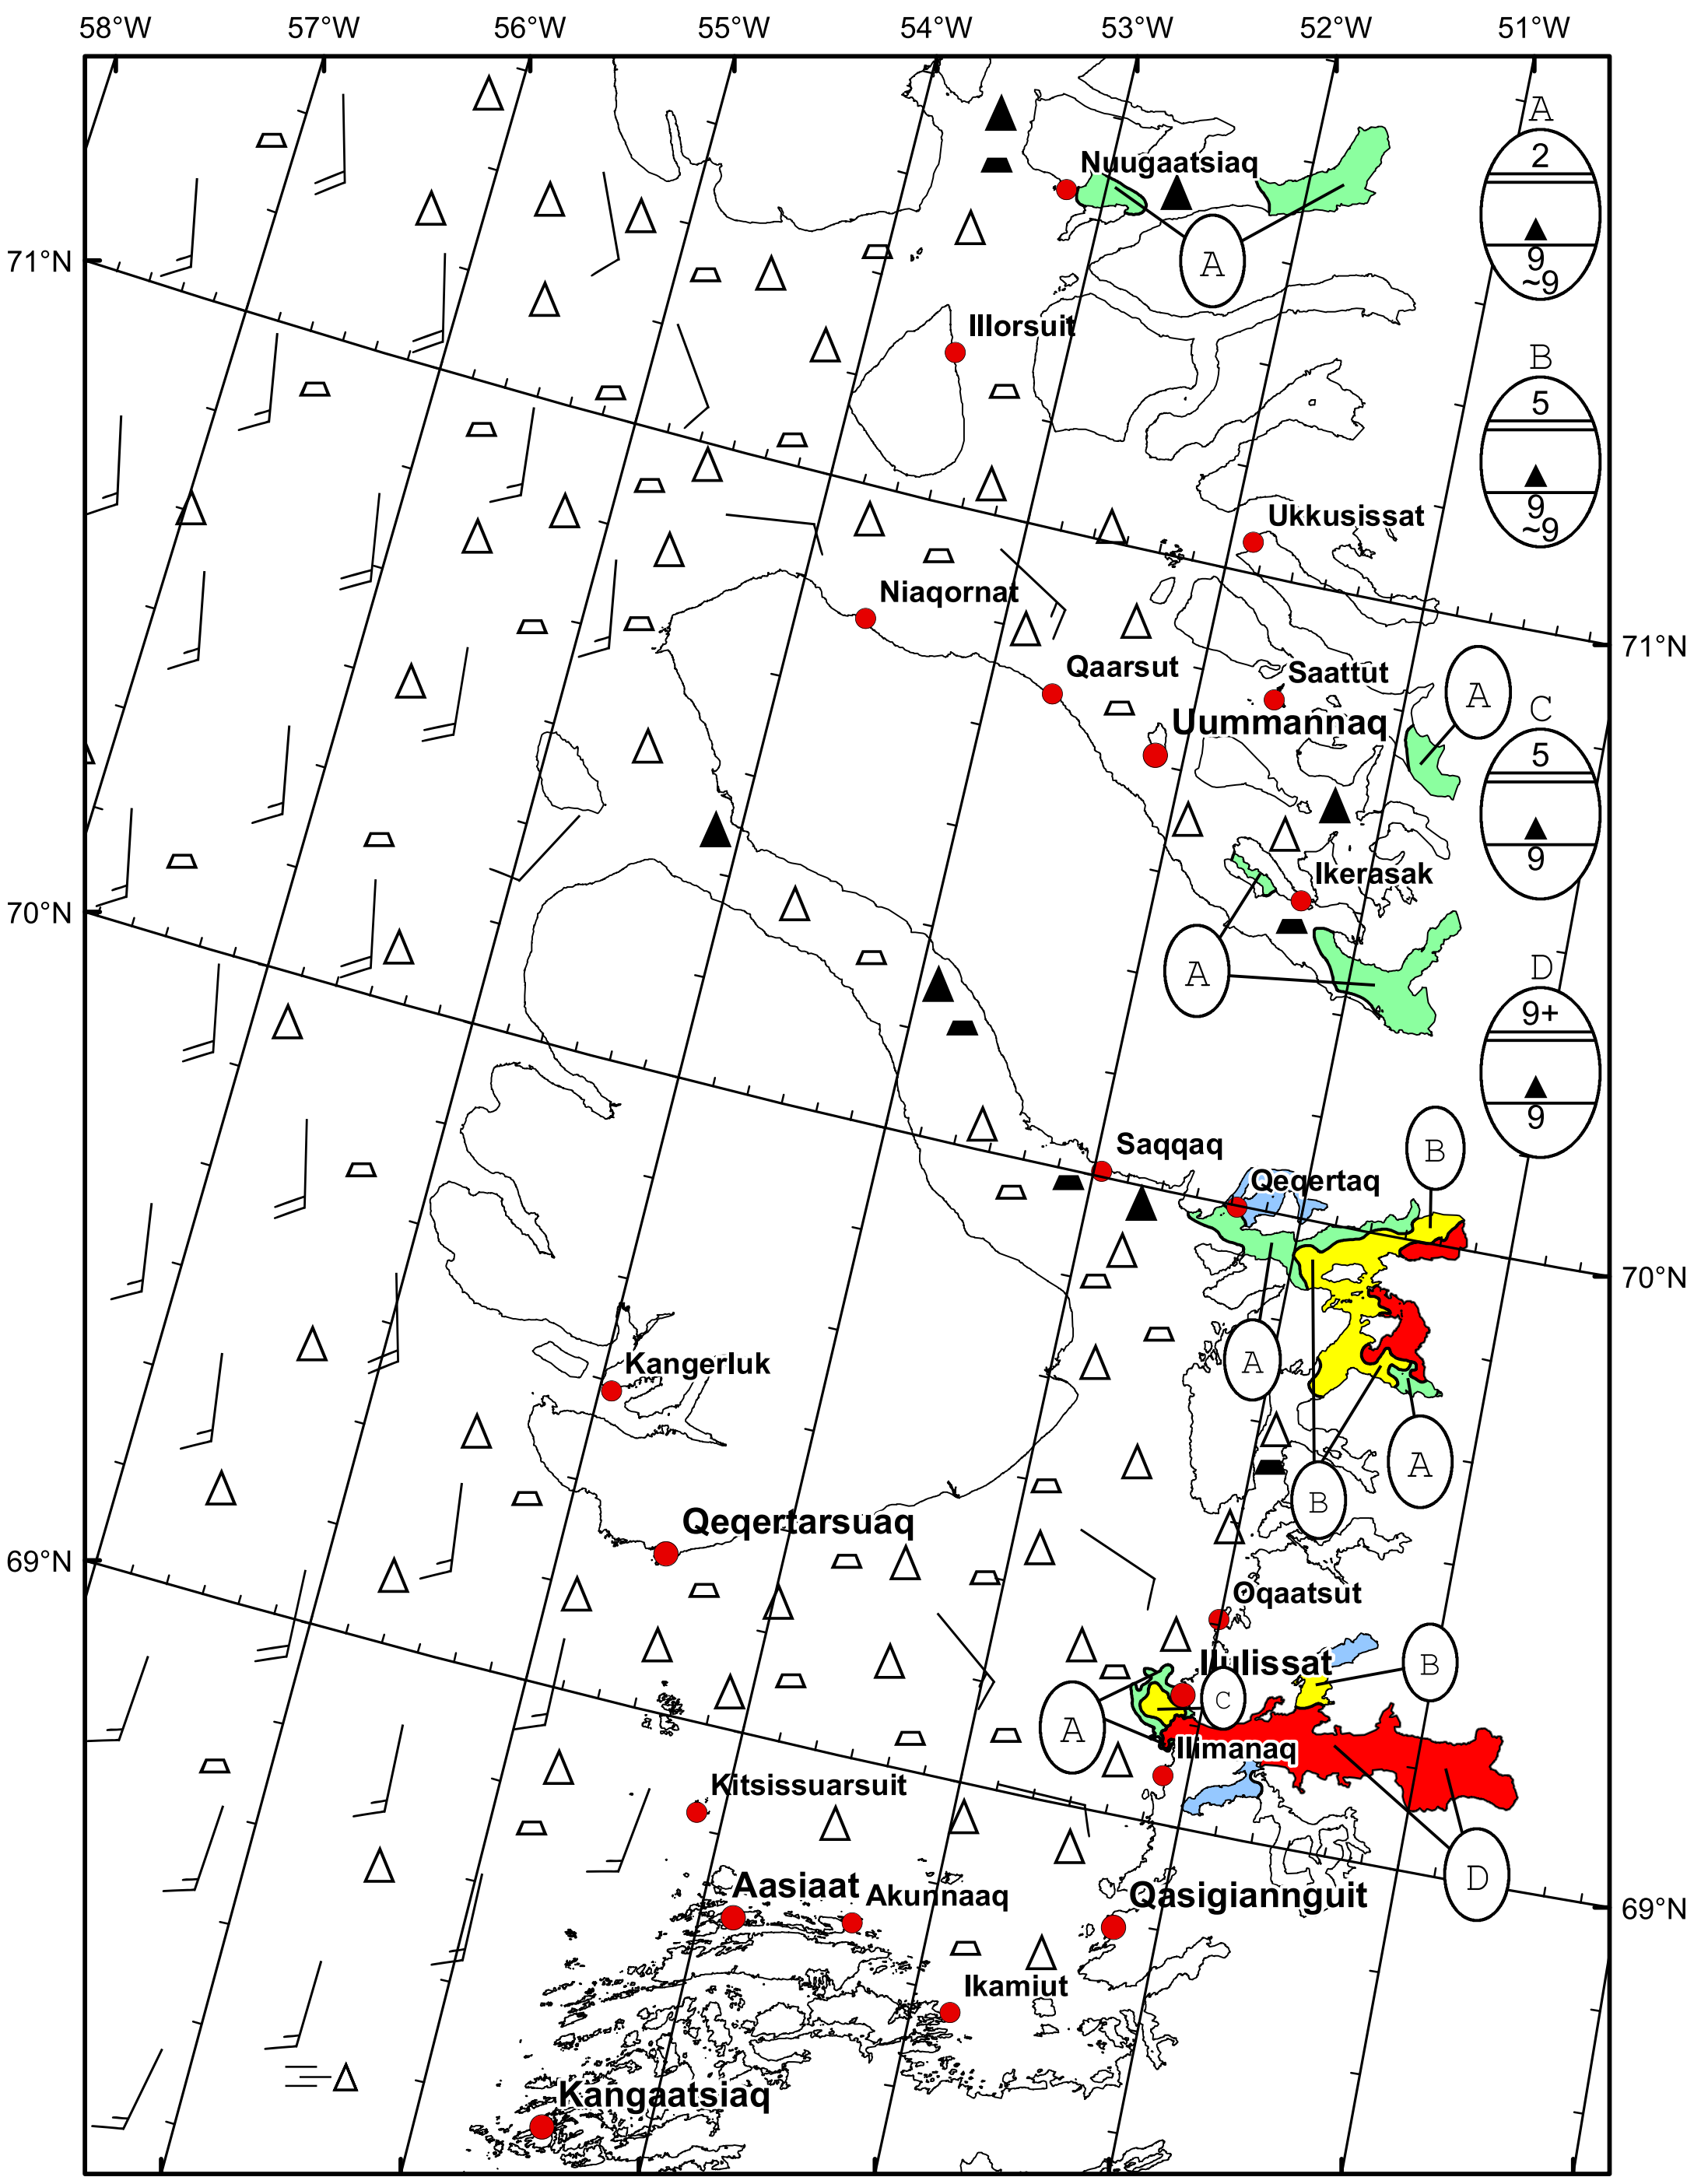 58°W 57°W 56°W 55°W 54°W 53°W 52°W 51°W
A
2
9
~9
Nuugaatsiaq
A
71°N
Illorsuit
B
5
9
~9
Ukkusissat
Niaqornat
71°N
Qaarsut
Saattut
A
Uummannaq
C
5
9
Ikerasak
70°N
A
D
9+
9
Saqqaq
B
Qeqertaq
70°N
A
Kangerluk
A
B
Qeqertarsuaq
69°N
Oqaatsut
B
Ilulissat
C
A
Ilimanaq
Kitsissuarsuit
D
Aasiaat
Akunnaaq
Qasigiannguit
69°N
Ikamiut
Kangaatsiaq